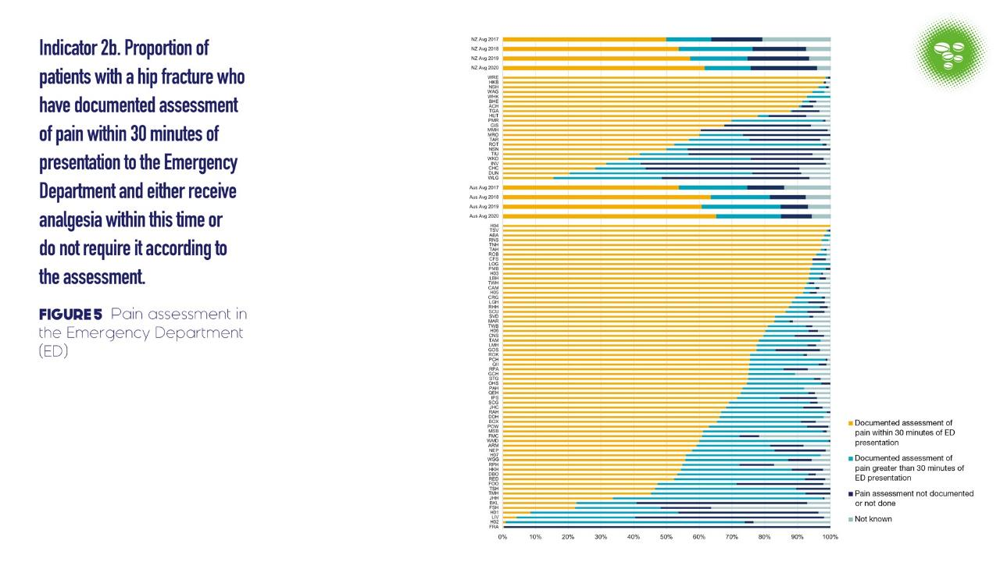 Indicator 2b. Proportion of
patients with a hip fracture who
have documented assessment
of pain within 30 minutes of
presentation to the Emergency
Department and either receive
analgesia within this time or
do not require it according to
the assessment.
FIGURE 5 Pain assessment in
the Emergency Department
(ED)
NZ Avg 2017
NZ Avg 2018
NZ Avg 2019
NZ Avg 2020
WRE
HKB
NSH
WAG
WHK
BHE
ACH
TGA
HUT
PMR
GIS
MMH
MRO
TAR
ROT
NSN
TIU
WKO
INV
CHC
DUN
WLG
Aus Avg 2017
Aus Avg 2018
Aus Avg 2019
Aus Avg 2020
H04
TSV
ABA
RNS
TNH
TAH
ROB
CFS
LOG
PMB
H03
LBH
TWH
CAM
H05
CRG
LGH
RHH
SCU
SVD
MAR
TWB
H06
CNS
TAM
LMH
GOS
ROK
PCH
QII
RPA
GCH
STG
OHS
PAH
QEH
IPS
SCG
JHC
RAH
DDH
BOX
POW
MSB
FMC
WMD
ARM
NEP
H07
WGG
RPH
HKH
DBO
RED
FOO
TSH
TMH
JHH
BKL
FSH
H01
LIV
H02
FRA
0% 10% 20% 30% 40% 50% 60% 70% 80% 90% 100%
Documented assessment of
pain within 30 minutes of ED
presentation
Documented assessment of
pain greater than 30 minutes of
ED presentation
Pain assessment not documented
or not done
Not known